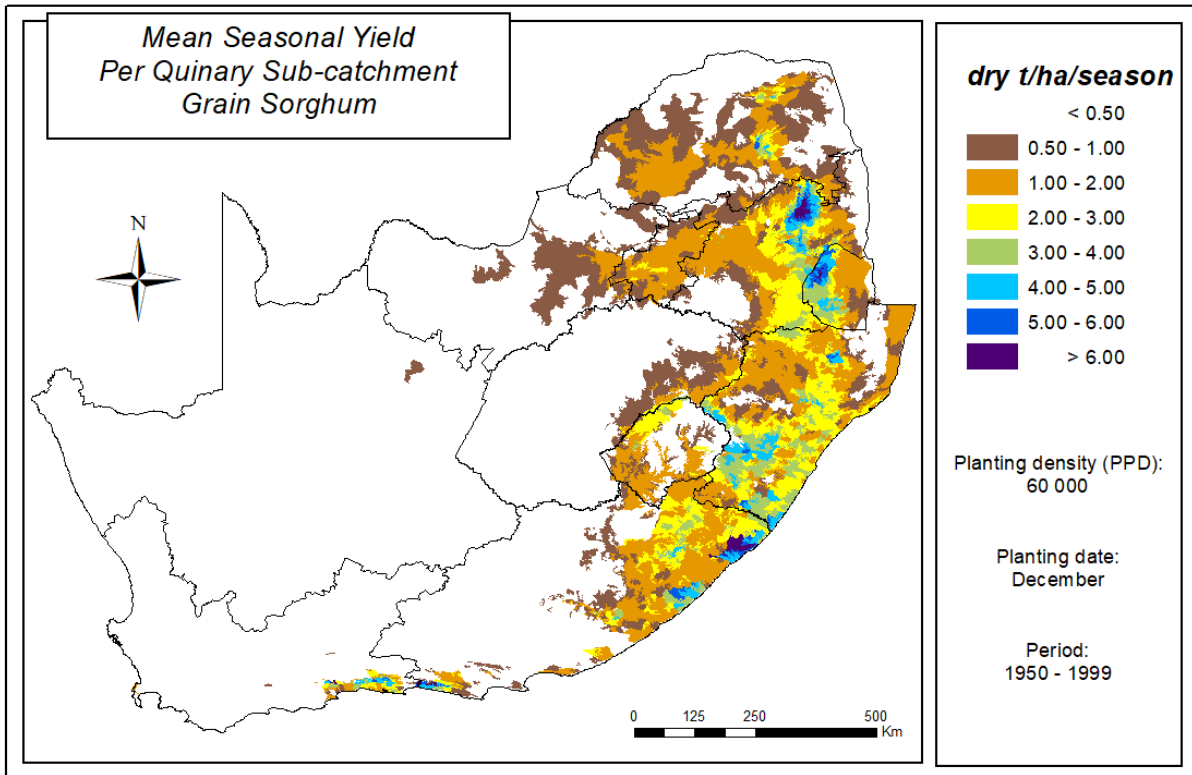 Mean Seasonal Yield
Per Quinary Sub-catchment
Grain Sorghum
N
dry t/ha/season
< 0.50
0.50 - 1.00
1.00 - 2.00
2.00 - 3.00
3.00 - 4.00
4.00 - 5.00
5.00 - 6.00
> 6.00
Planting density (PPD):
60 000
Planting date:
December
Period:
1950 - 1999
0 125 250 500
Km